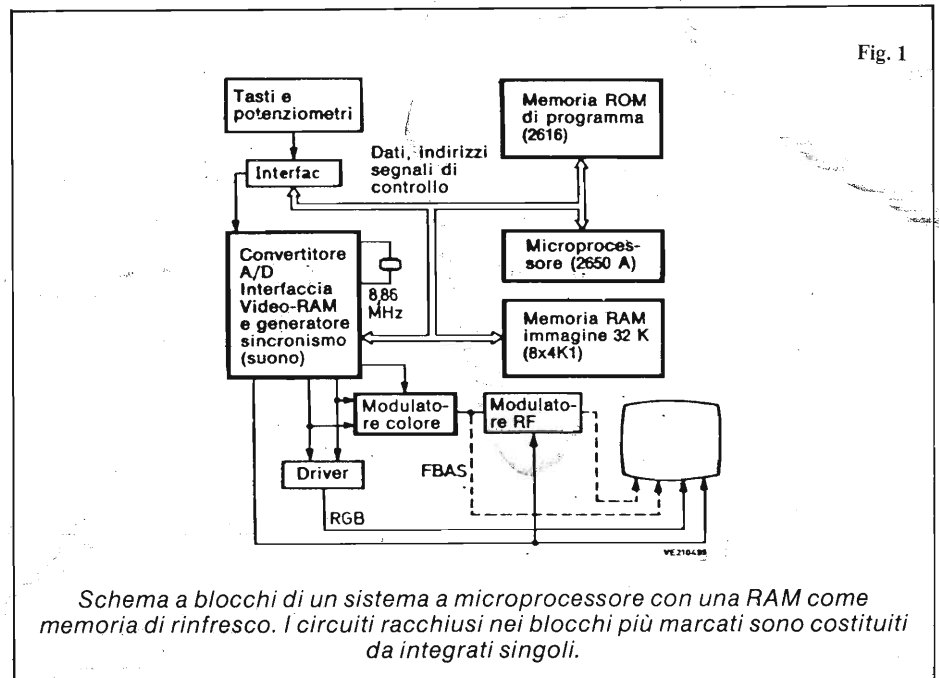 Fig. 1
Tasti e
potenziometri
Interfac
Dati, indirizzi
segnali di
controllo
Memoria ROM
di programma
(2616)
Microproces-
sore (2650 A)
Convertitore
A/D
Interfaccia
Video-RAM
e generatore
sincronismo
(suono)
8,86
MHz
Memoria RAM
immagine 32 K
(8x4K1)
Modulato-
re colore
Modulato-
re RF
Driver
FBAS
RGB
VE210499
Schema a blocchi di un sistema a microprocessore con una RAM come
memoria di rinfresco. I circuiti racchiusi nei blocchi più marcati sono costituiti
da integrati singoli.